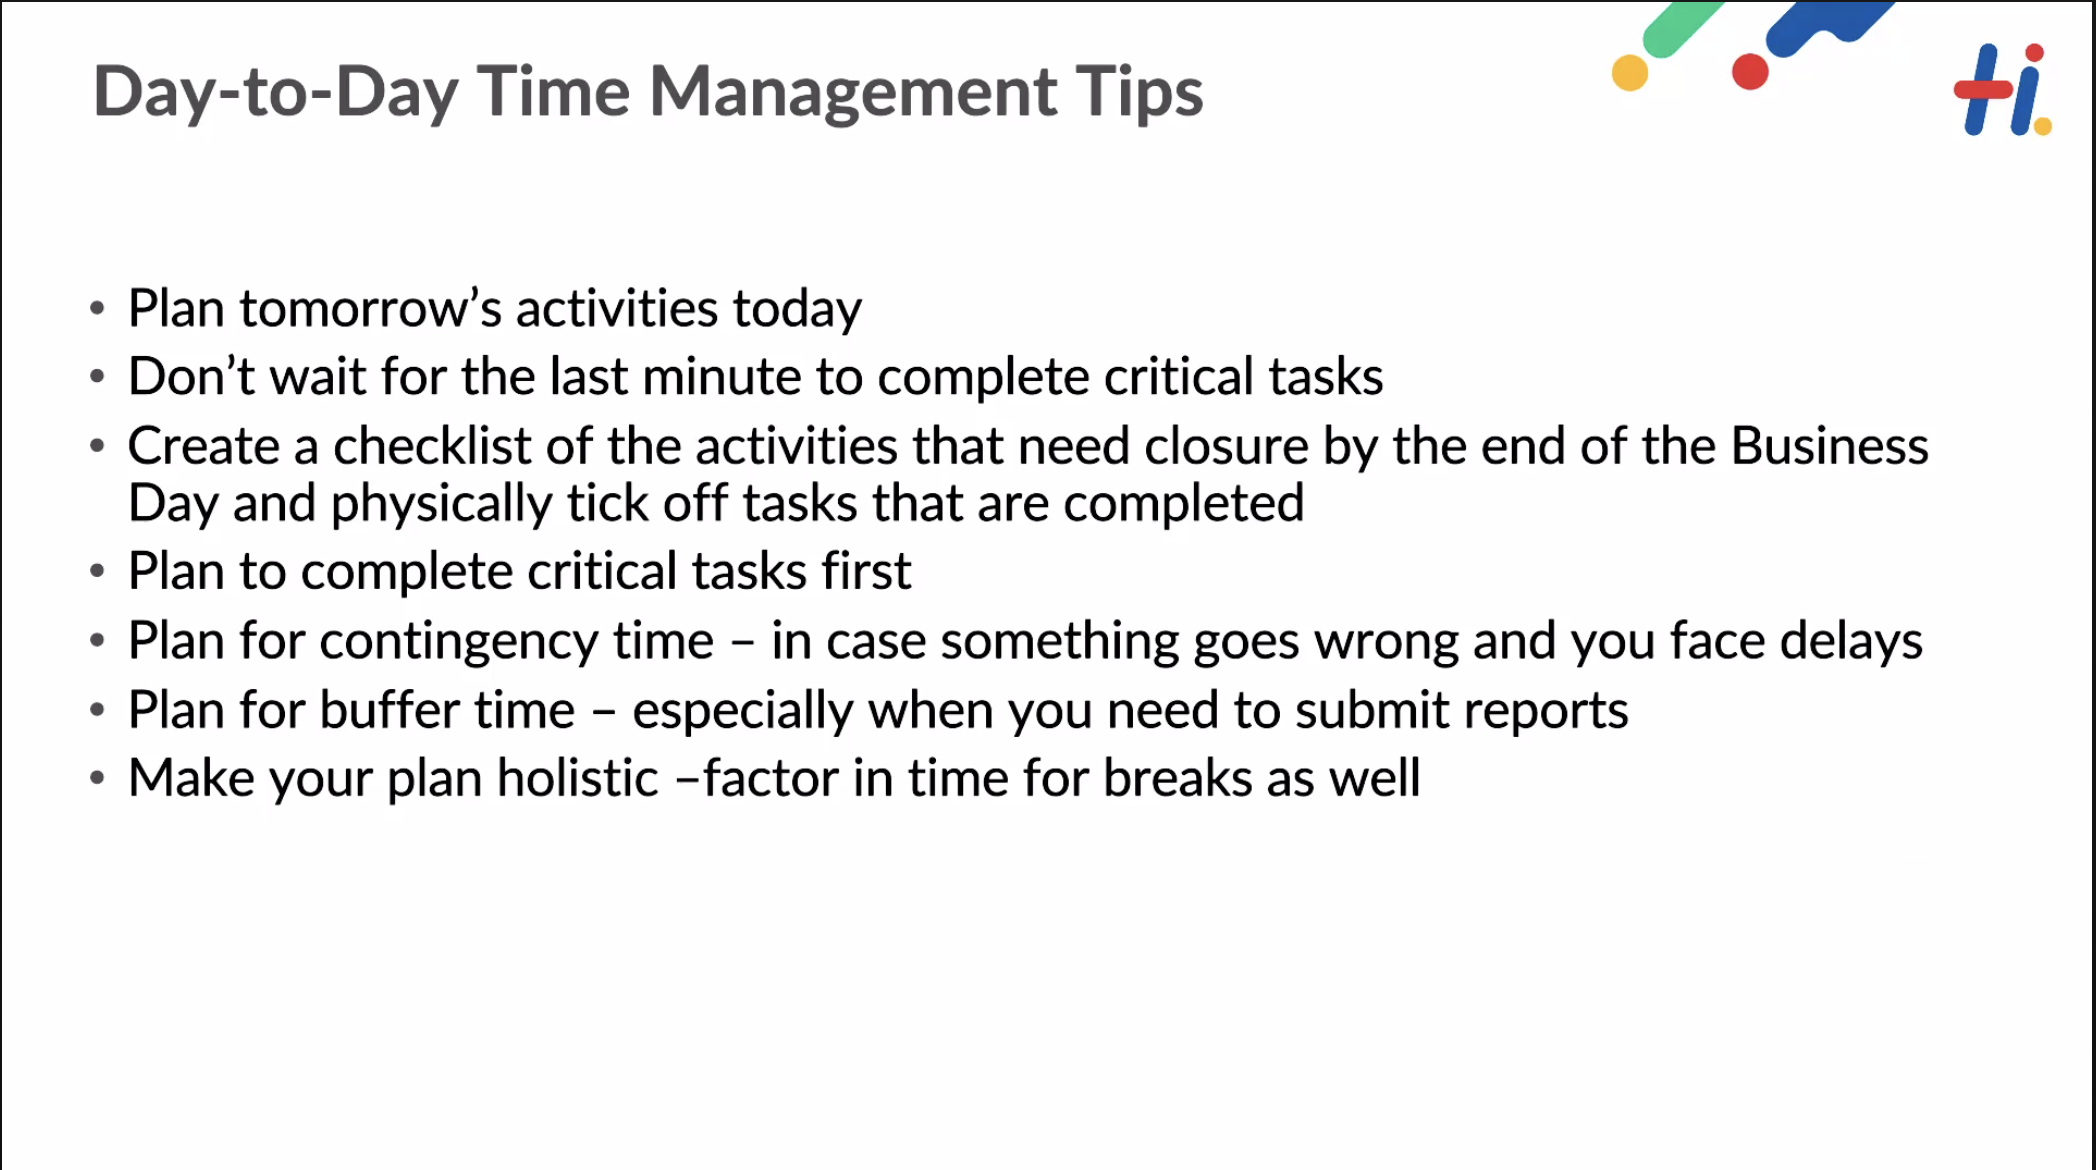 Day-to-Day Time Management Tips
Hi.
• Plan tomorrow’s activities today
• Don’t wait for the last minute to complete critical tasks
• Create a checklist of the activities that need closure by the end of the Business
Day and physically tick off tasks that are completed
• Plan to complete critical tasks first
• Plan for contingency time – in case something goes wrong and you face delays
• Plan for buffer time – especially when you need to submit reports
• Make your plan holistic –factor in time for breaks as well